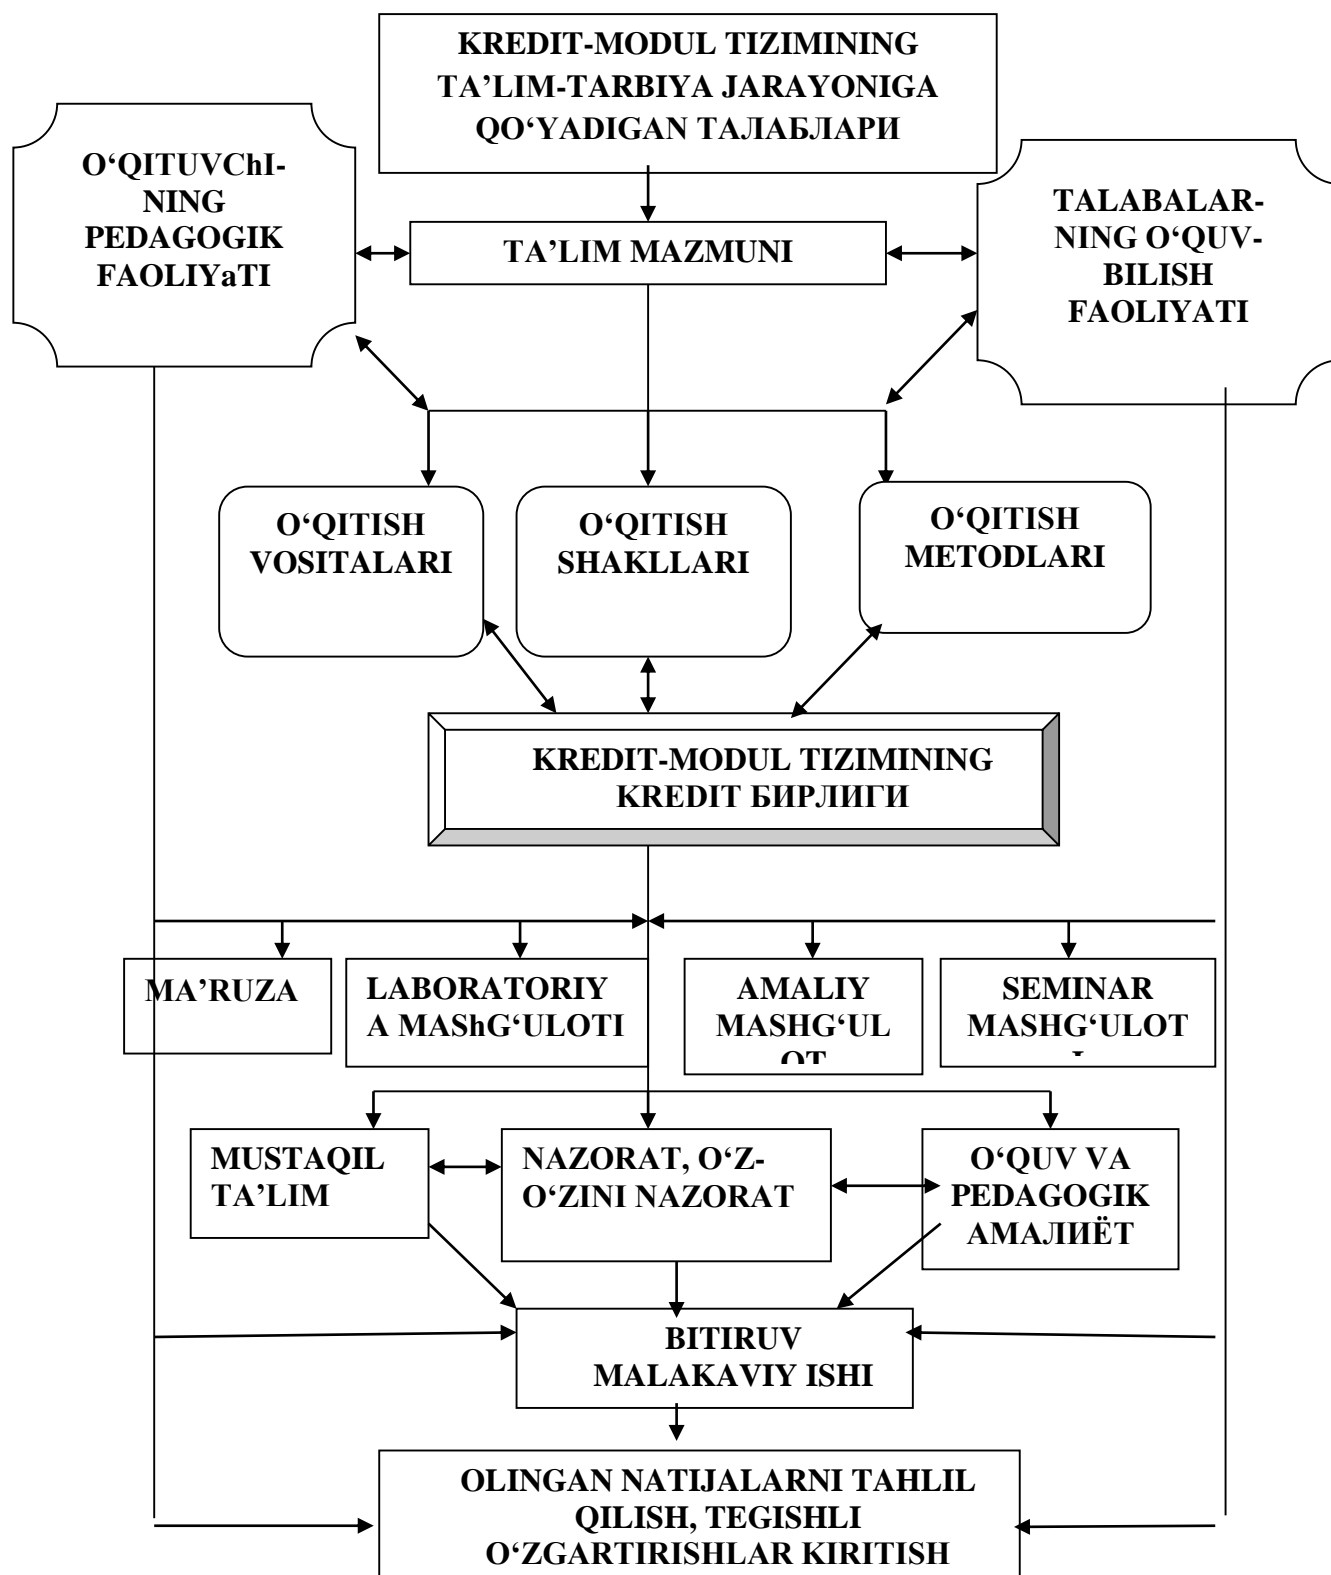 KREDIT-MODUL TIZIMINING
TA’LIM-TARBIYA JARAYONIGA
QO‘YADIGAN ТАЛАБЛАРИ
O‘QITUVChI-
NING
PEDAGOGIK
FAOLIYaTI
TA’LIM MAZMUNI
TALABALAR-
NING O‘QUV-
BILISH
FAOLIYATI
O‘QITISH
VOSITALARI
O‘QITISH
SHAKLLARI
O‘QITISH
METODLARI
KREDIT-MODUL TIZIMINING
KREDIT БИРЛИГИ
MA’RUZA
LABORATORIY
A MAShG‘ULOTI
AMALIY
MASHG‘UL
OT
SEMINAR
MASHG‘ULOT
I
MUSTAQIL
TA’LIM
NAZORAT, O‘Z-
O‘ZINI NAZORAT
O‘QUV VA
PEDAGOGIK
АМАЛИЁТ
BITIRUV
MALAKAVIY ISHI
OLINGAN NATIJALARNI TAHLIL
QILISH, TEGISHLI
O‘ZGARTIRISHLAR KIRITISH